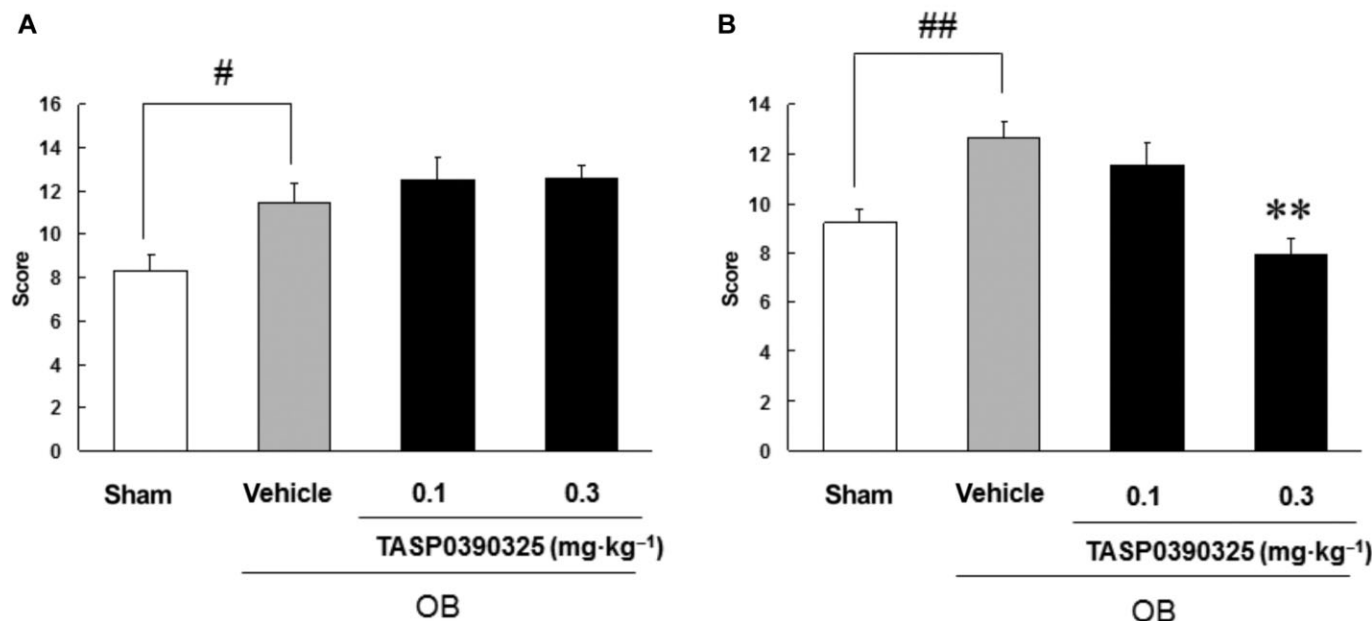 A
#
16
14
12
10
8
6
4
2
0
Score
Sham
Vehicle
0.1
0.3
TASP0390325 (mg·kg⁻¹)
OB
B
##
14
12
10
8
6
4
2
0
Score
**
Sham
Vehicle
0.1
0.3
TASP0390325 (mg·kg⁻¹)
OB